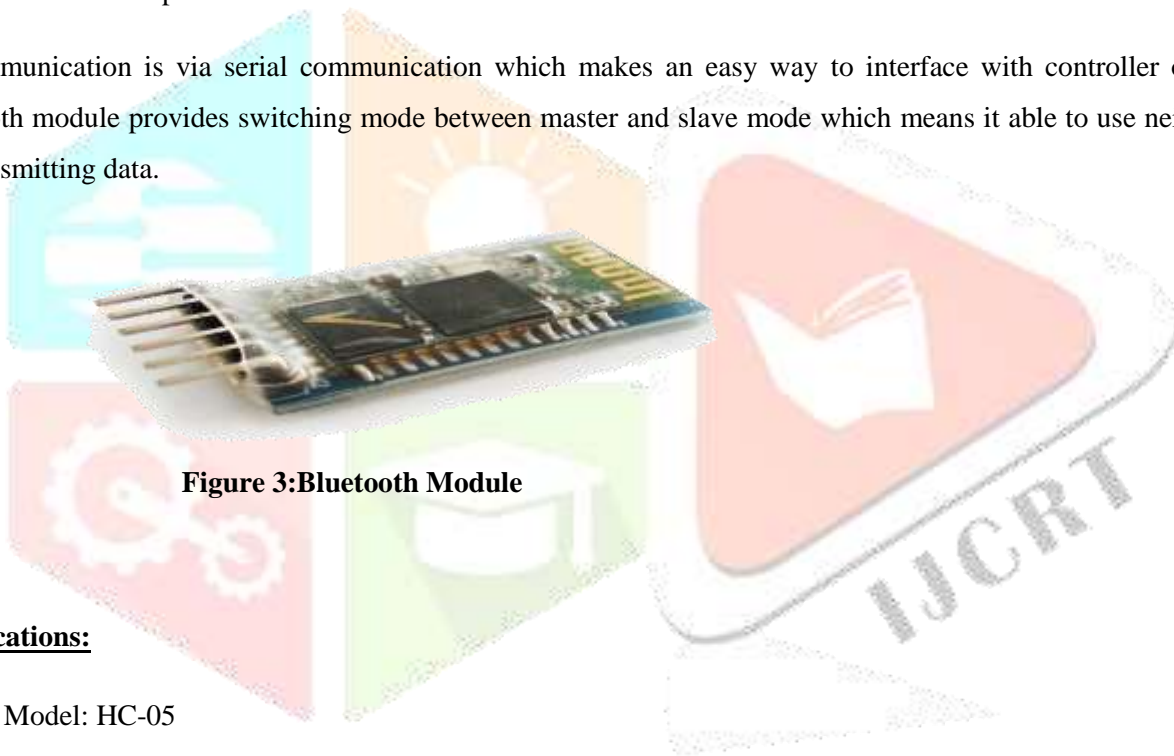 munication is via serial communication which makes an easy way to interface with controller
th module provides switching mode between master and slave mode which means it able to use
smitting data.
Figure 3:Bluetooth Module
IJCRT
cations:
Model: HC-05